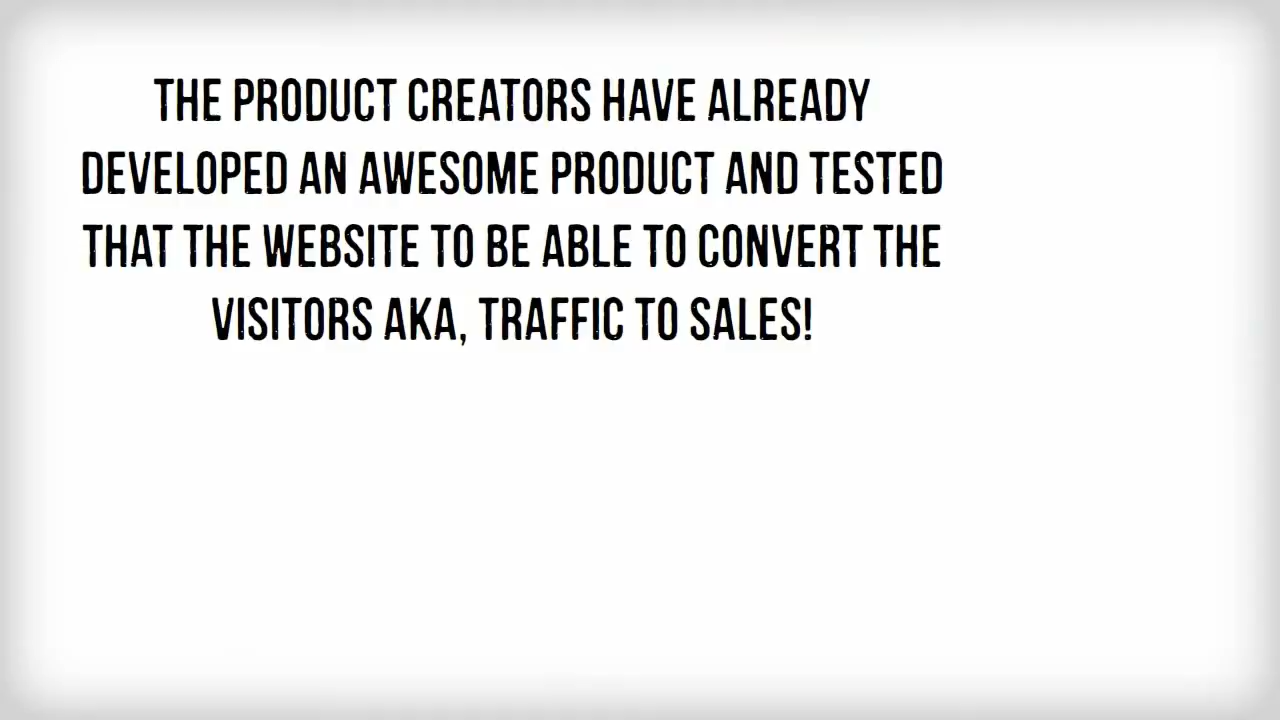 THE PRODUCT CREATORS HAVE ALREADY
DEVELOPED AN AWESOME PRODUCT AND TESTED
THAT THE WEBSITE TO BE ABLE TO CONVERT THE
VISITORS AKA, TRAFFIC TO SALES!